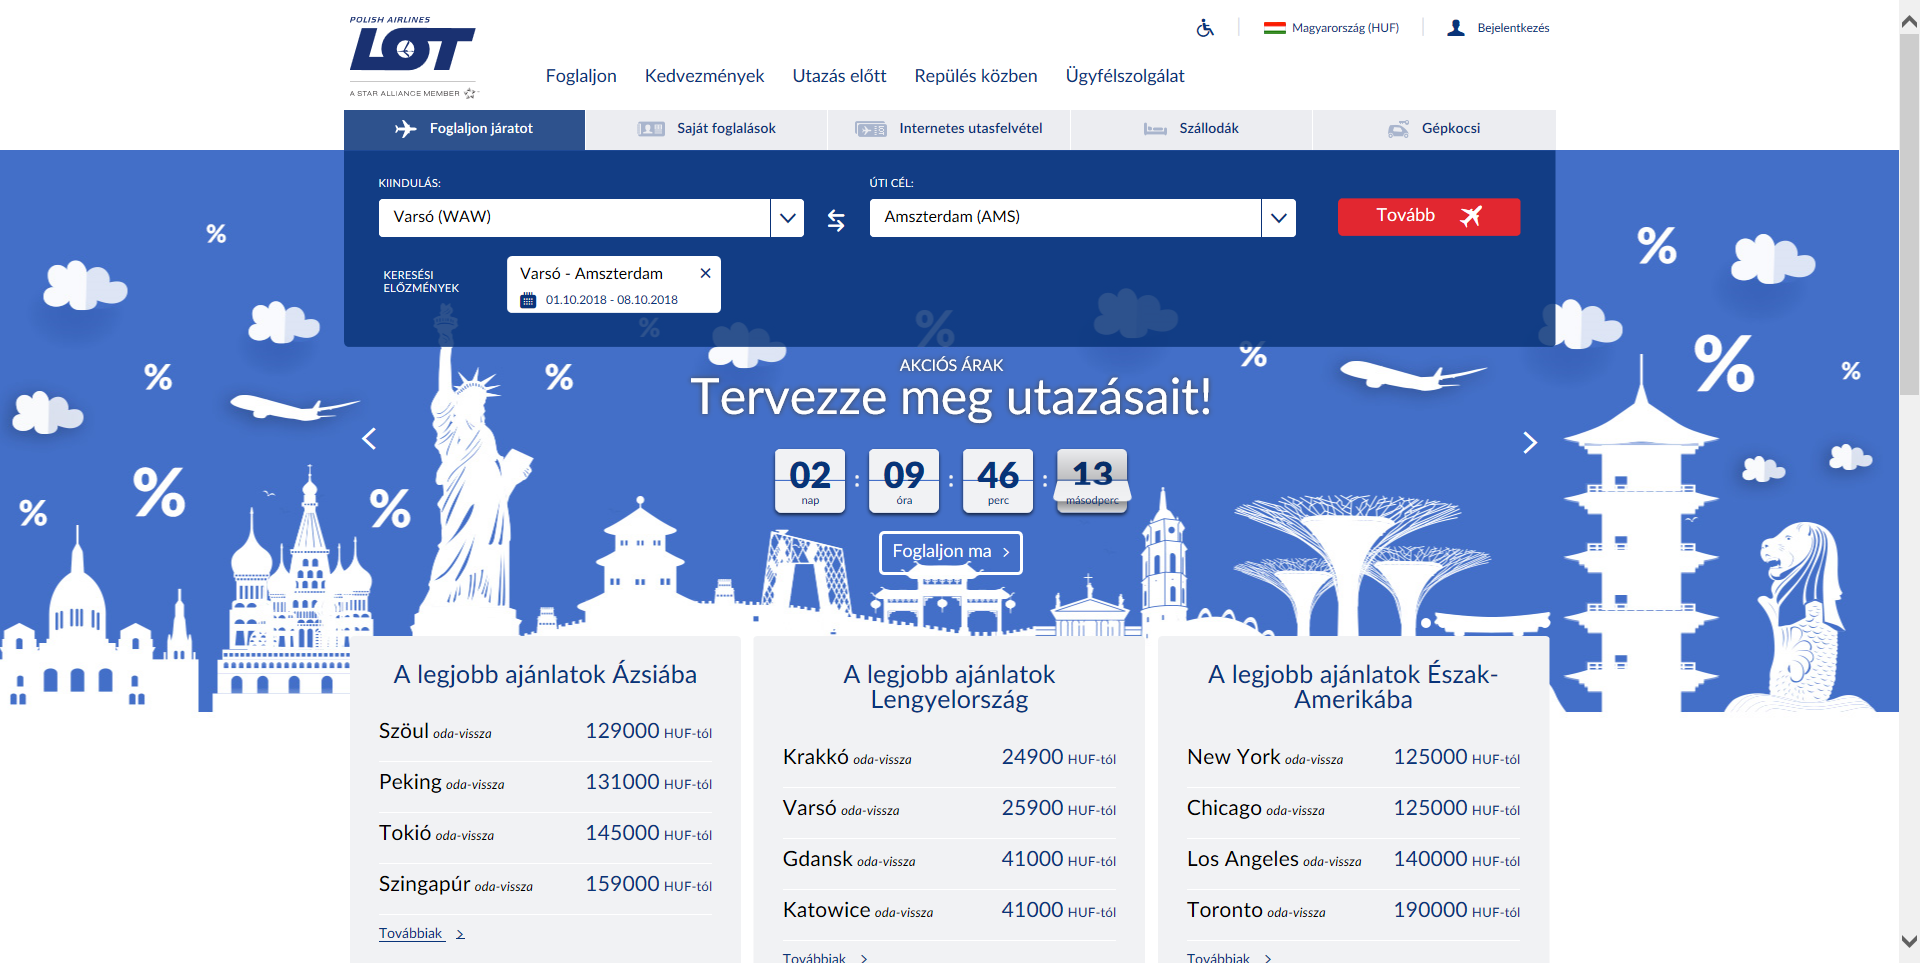 POLISH AIRLINES
LOT
A STAR ALLIANCE MEMBER
Magyarország (HUF)
Bejelentkezés
Foglaljon
Kedvezmények
Utazás előtt
Repülés közben
Ügyfélszolgálat
Foglaljon járatot
Saját foglalások
Internetes utasfelvétel
Szállodák
Gépkocsi
KIINDULÁS:
Varsó (WAW)
ÚTI CÉL:
Amszterdam (AMS)
Tovább
KERESÉSI
ELŐZMÉNYEK
Varsó - Amszterdam
01.10.2018 - 08.10.2018
AKCIÓS ÁRAK
Tervezze meg utazásait!
02 : 09 : 46 : 13
nap óra perc másodperc
Foglaljon ma
A legjobb ajánlatok Ázsiába
Szöul oda-vissza 129000 HUF-tól
Peking oda-vissza 131000 HUF-tól
Tokió oda-vissza 145000 HUF-tól
Szingapúr oda-vissza 159000 HUF-tól
Továbbiak
A legjobb ajánlatok
Lengyelország
Krakkó oda-vissza 24900 HUF-tól
Varsó oda-vissza 25900 HUF-tól
Gdansk oda-vissza 41000 HUF-tól
Katowice oda-vissza 41000 HUF-tól
Továbbiak
A legjobb ajánlatok Észak-
Amerikába
New York oda-vissza 125000 HUF-tól
Chicago oda-vissza 125000 HUF-tól
Los Angeles oda-vissza 140000 HUF-tól
Toronto oda-vissza 190000 HUF-tól
Továbbiak